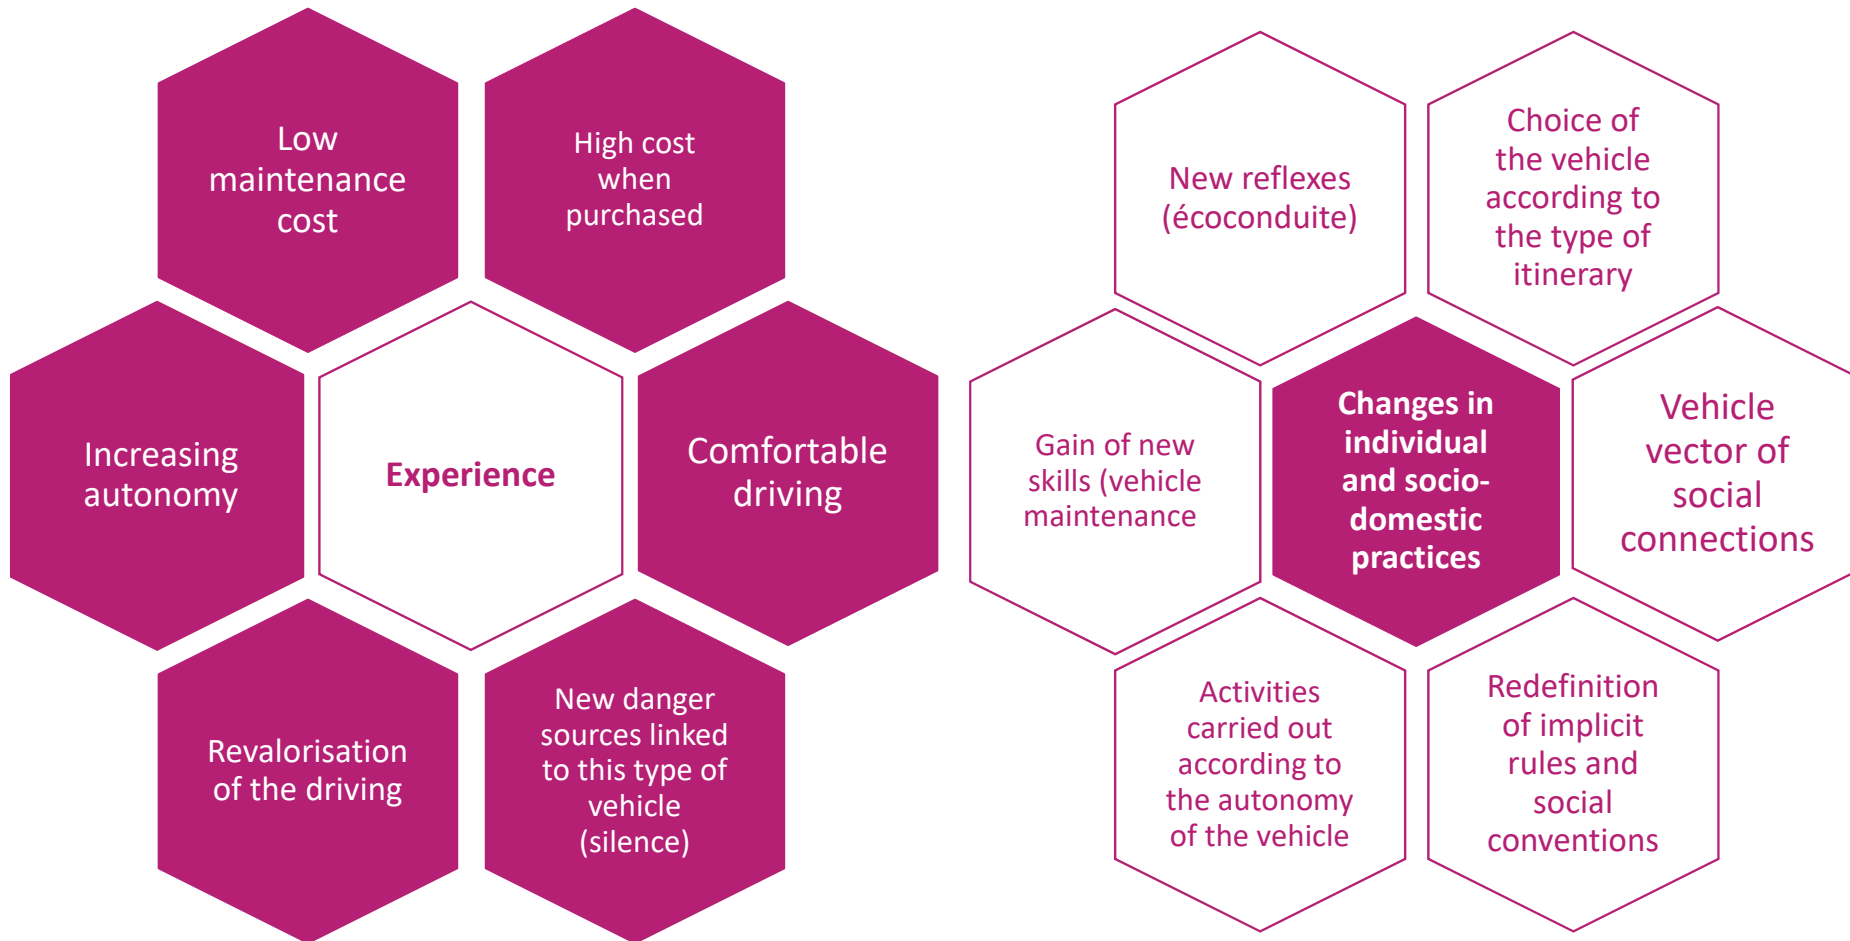 Low
maintenance
cost
High cost
when
purchased
Increasing
autonomy
Experience
Comfortable
driving
Revalorisation
of the driving
New danger
sources linked
to this type of
vehicle
(silence)
New reflexes
(écoconduite)
Choice of
the vehicle
according to
the type of
itinerary
Gain of new
skills (vehicle
maintenance
Changes in
individual
and socio-
domestic
practices
Vehicle
vector of
social
connections
Activities
carried out
according to
the autonomy
of the vehicle
Redefinition
of implicit
rules and
social
conventions